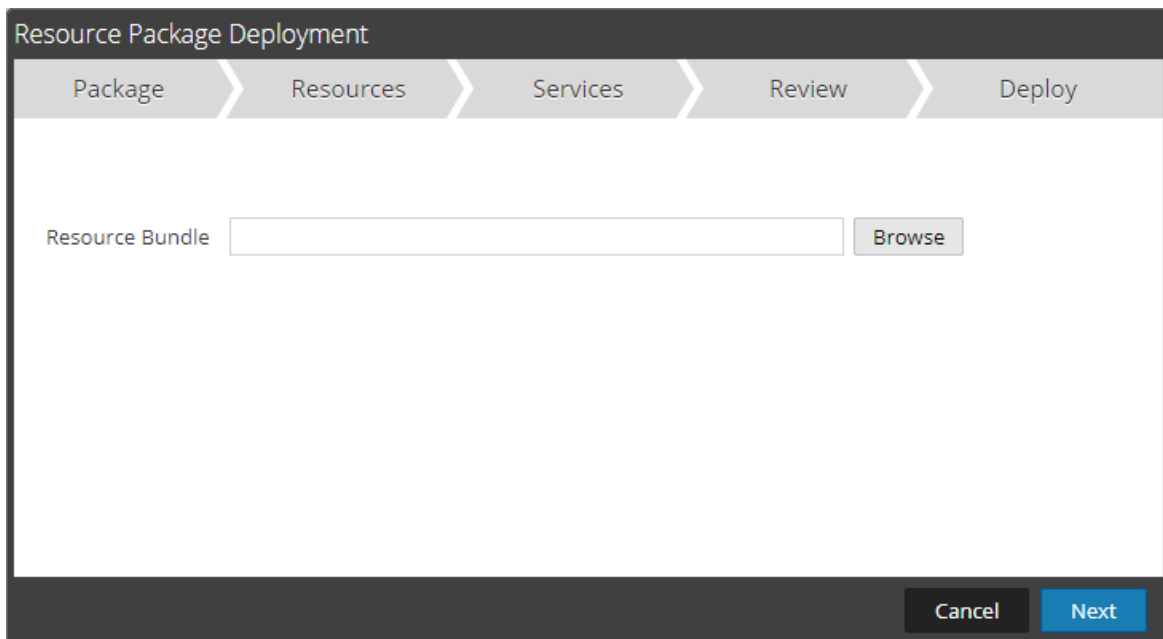 Resource Package Deployment
Package Resources Services Review Deploy
Resource Bundle Browse
Cancel Next